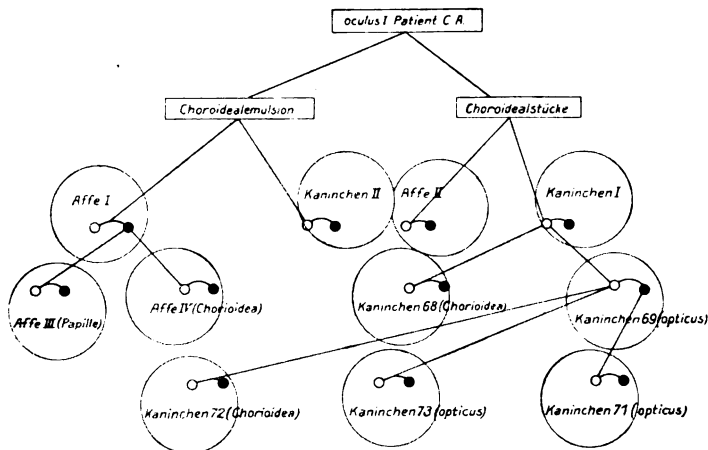 oculus I Patient C. A.
Choroidealemulsion
Choroidealstücke
Affe I
Kaninchen II
Affe II
Kaninchen I
Affe III (Papille)
Affe IV (Chorioidea)
Kaninchen 68 (Chorioidea)
Kaninchen 69 (opticus)
Kaninchen 72 (Chorioidea)
Kaninchen 73 (opticus)
Kaninchen 71 (opticus)